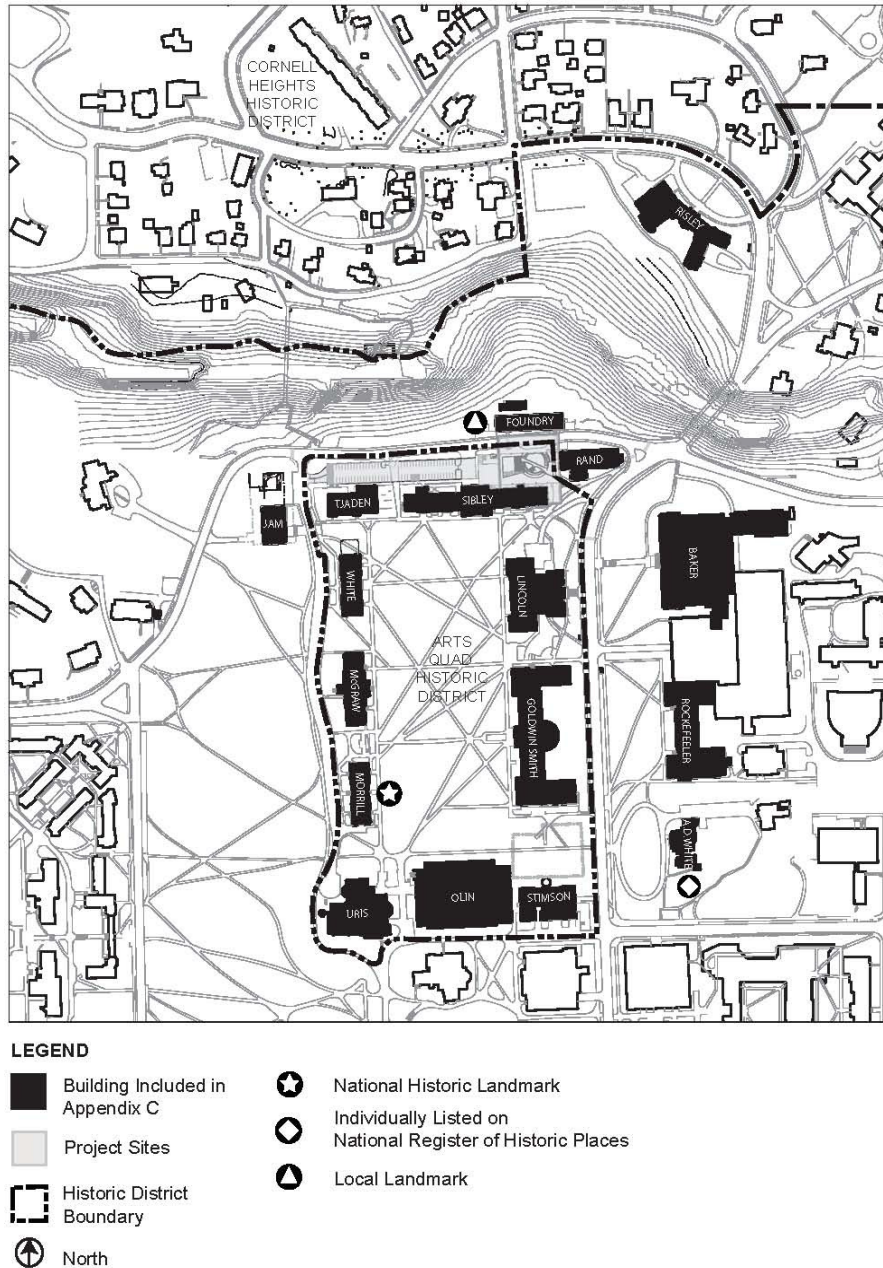 CORNELL
HEIGHTS
HISTORIC
DISTRICT
RISLEY
FOUNDRY
RAND
TJADEN
SIBLEY
JAM
WHITE
LINCOLN
BAKER
ARTS
QUAD
HISTORIC
DISTRICT
McGRAW
GOLDWIN SMITH
ROCKEFEELER
MORRILL
A.D WHITE
URIS
OLIN
STIMSON
LEGEND
Building Included in
Appendix C
Project Sites
Historic District
Boundary
North
National Historic Landmark
Individually Listed on
National Register of Historic Places
Local Landmark